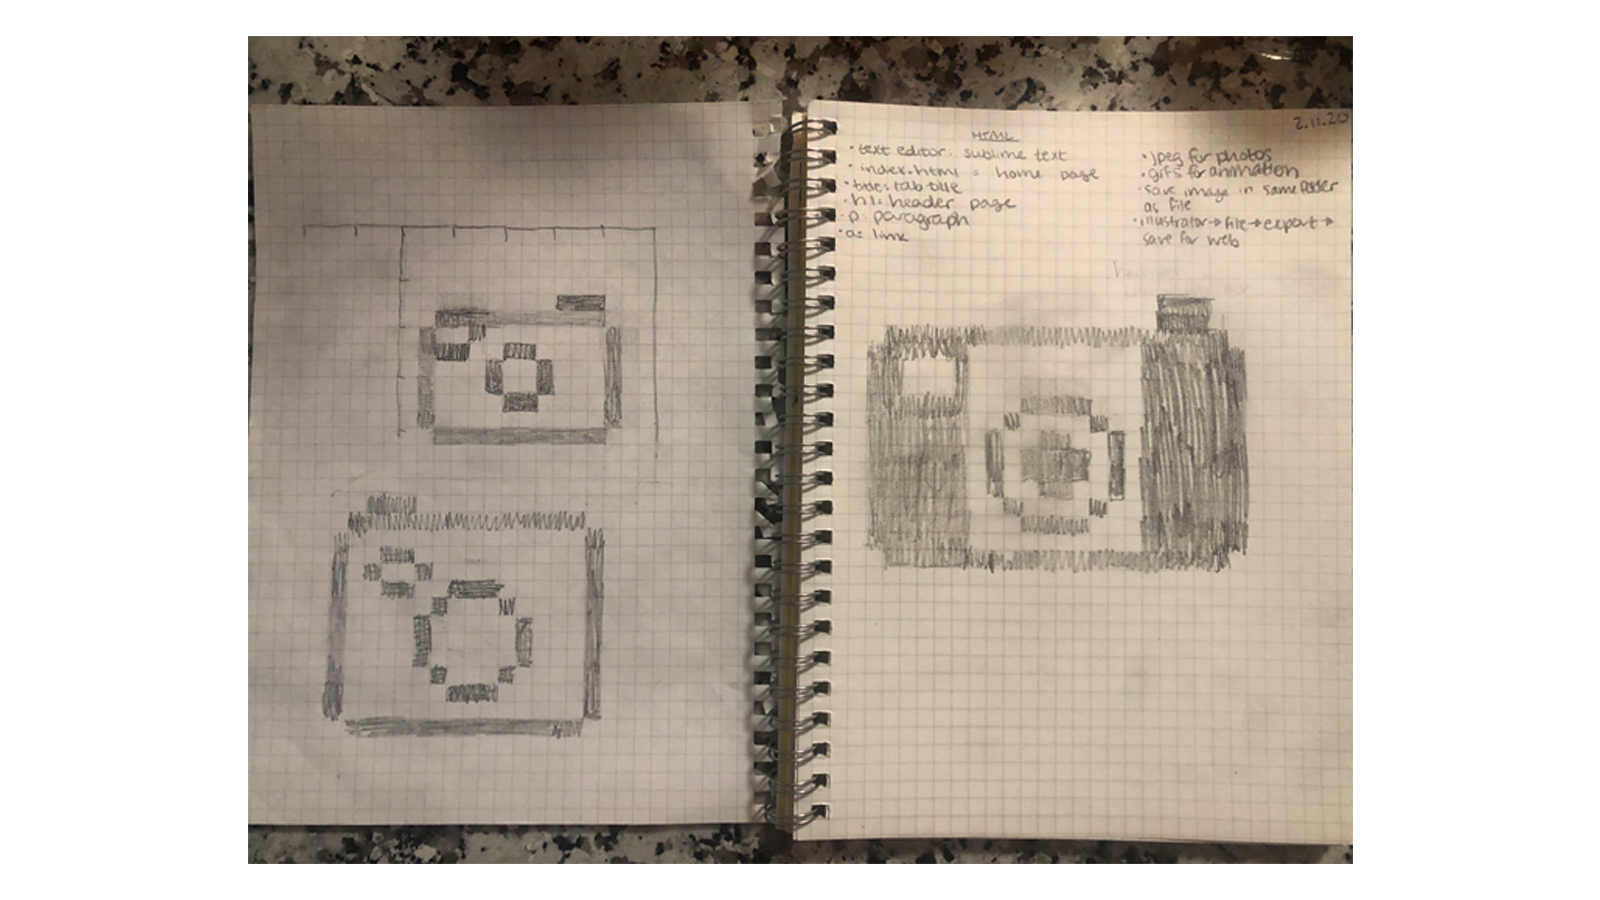 2.11.20
HTML
• text editor: sublime text
• index.html = home page
• title: tab title
• h1: header page
• p: paragraph
• a: link
• jpeg for photos
• gifs for animation
• save image in same folder
as file
• illustrator → file → export →
save for web